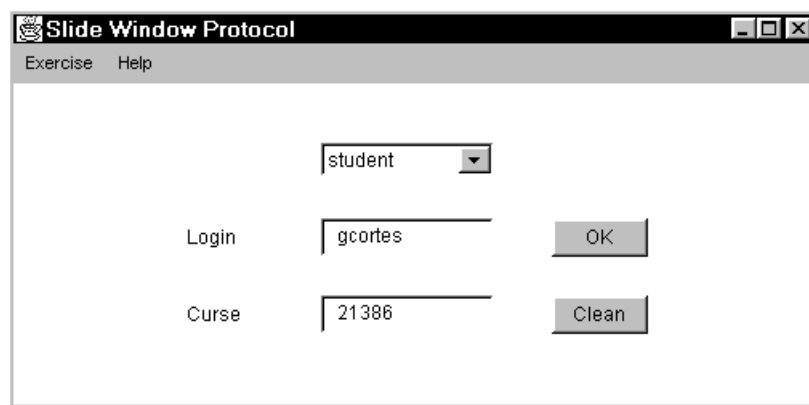 Slide Window Protocol
Exercise Help
student
Login gcortes OK
Curse 21386 Clean